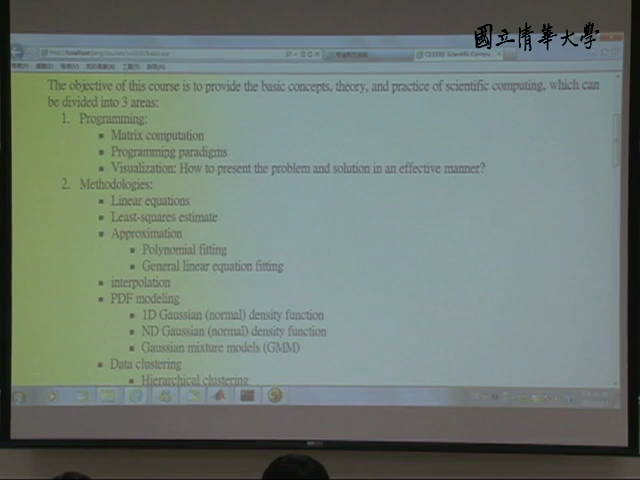 國立清華大學
The objective of this course is to provide the basic concepts, theory, and practice of scientific computing, which can
be divided into 3 areas:
1. Programming:
▪ Matrix computation
▪ Programming paradigms
▪ Visualization: How to present the problem and solution in an effective manner?
2. Methodologies:
▪ Linear equations
▪ Least-squares estimate
▪ Approximation
▪ Polynomial fitting
▪ General linear equation fitting
▪ interpolation
▪ PDF modeling
▪ 1D Gaussian (normal) density function
▪ ND Gaussian (normal) density function
▪ Gaussian mixture models (GMM)
▪ Data clustering
▪ Hierarchical clustering